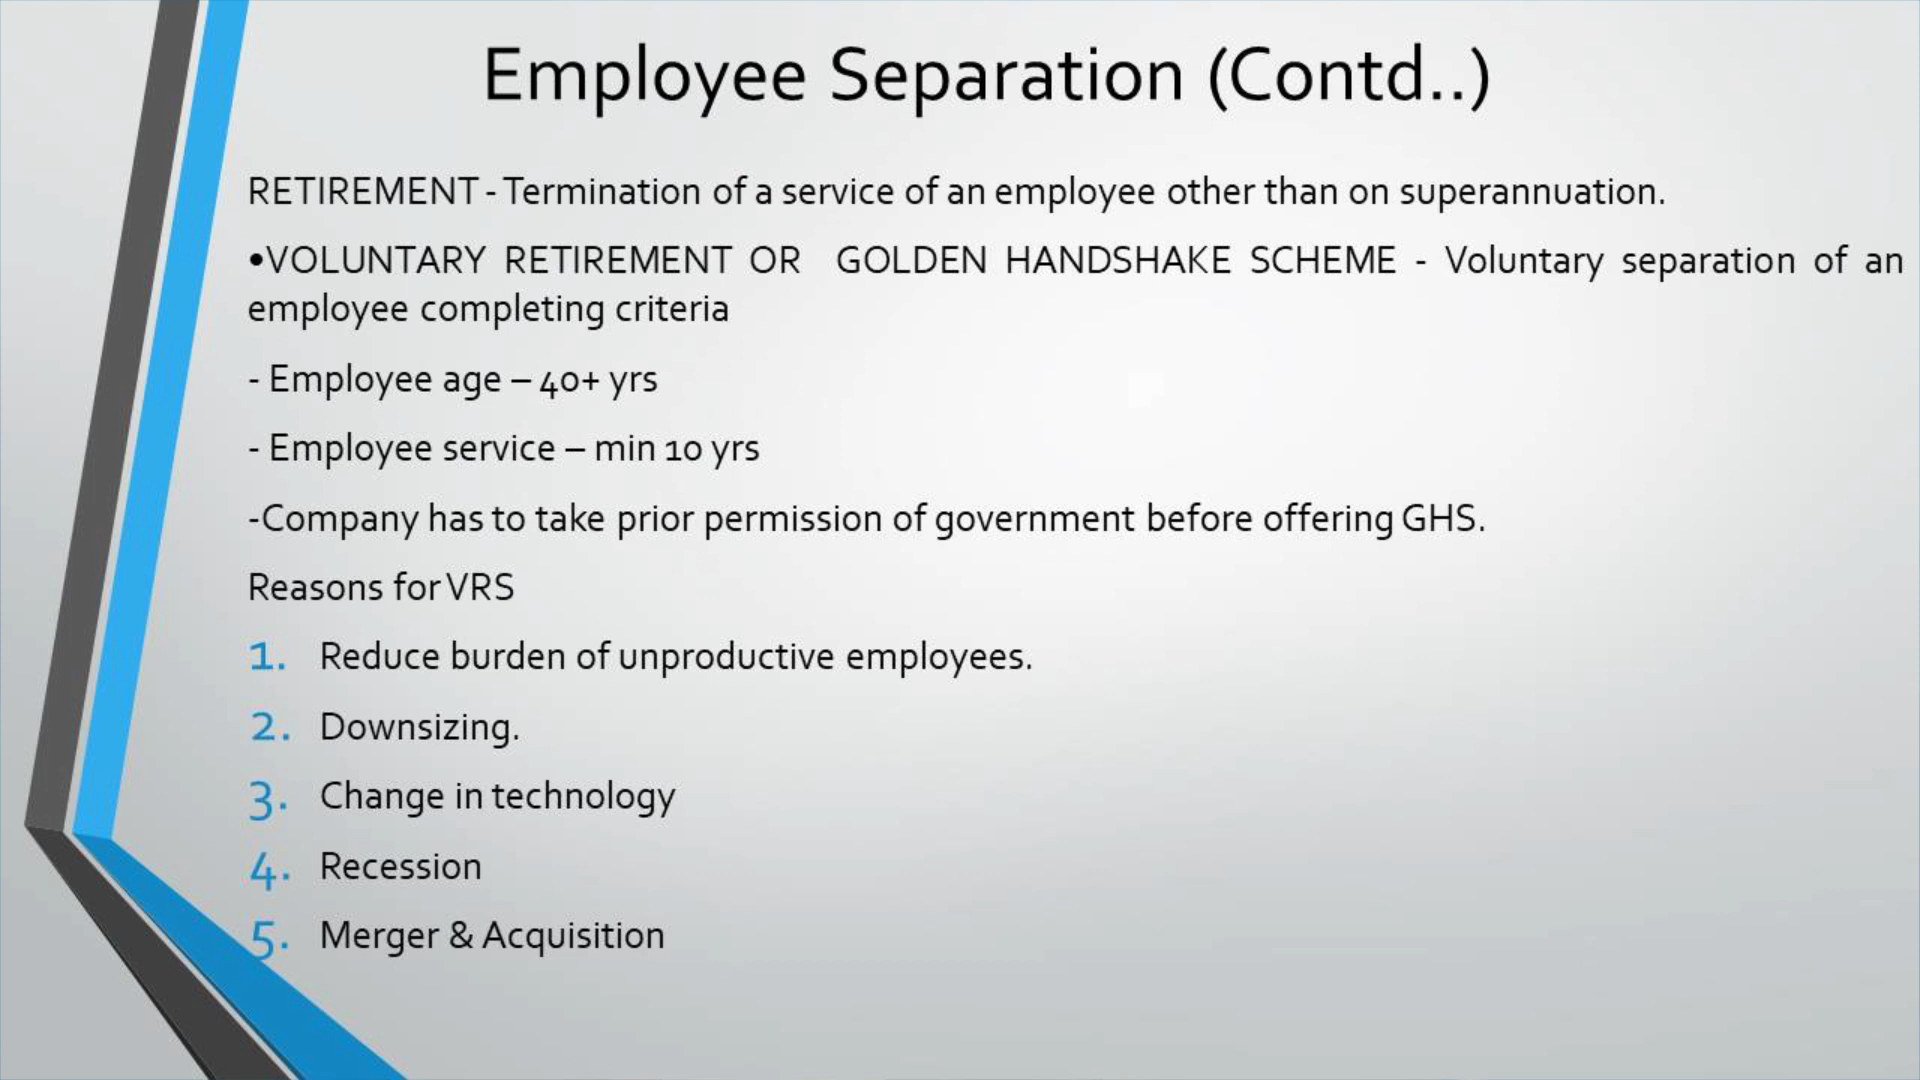 Employee Separation (Contd..)
RETIREMENT - Termination of a service of an employee other than on superannuation.
•VOLUNTARY RETIREMENT OR GOLDEN HANDSHAKE SCHEME - Voluntary separation of an
employee completing criteria
- Employee age – 40+ yrs
- Employee service – min 10 yrs
-Company has to take prior permission of government before offering GHS.
Reasons for VRS
1. Reduce burden of unproductive employees.
2. Downsizing.
3. Change in technology
4. Recession
5. Merger & Acquisition